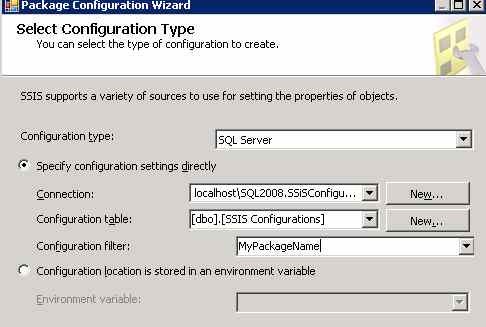 Package Configuration Wizard
Select Configuration Type
You can select the type of configuration to create.
SSIS supports a variety of sources to use for setting the properties of objects.
Configuration type:
SQL Server
Specify configuration settings directly
Connection:
localhost\SQL2008.SSiSConfigu...
New...
Configuration table:
[dbo].[SSIS Configurations]
New...
Configuration filter:
MyPackageName
Configuration location is stored in an environment variable
Environment variable: